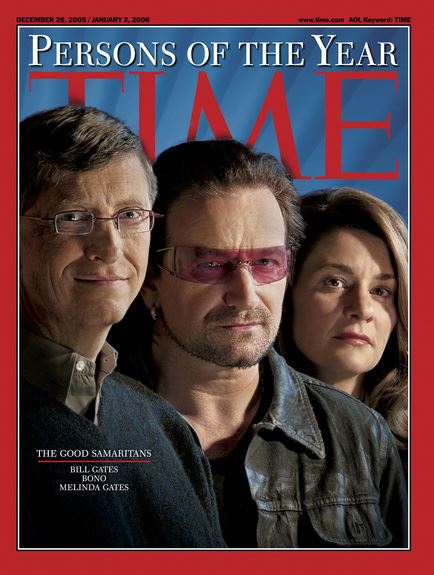 DECEMBER 26, 2005 / JANUARY 2, 2006 www.time.com AOL Keyword: TIME
PERSONS OF THE YEAR
TIME
THE GOOD SAMARITANS
BILL GATES
BONO
MELINDA GATES